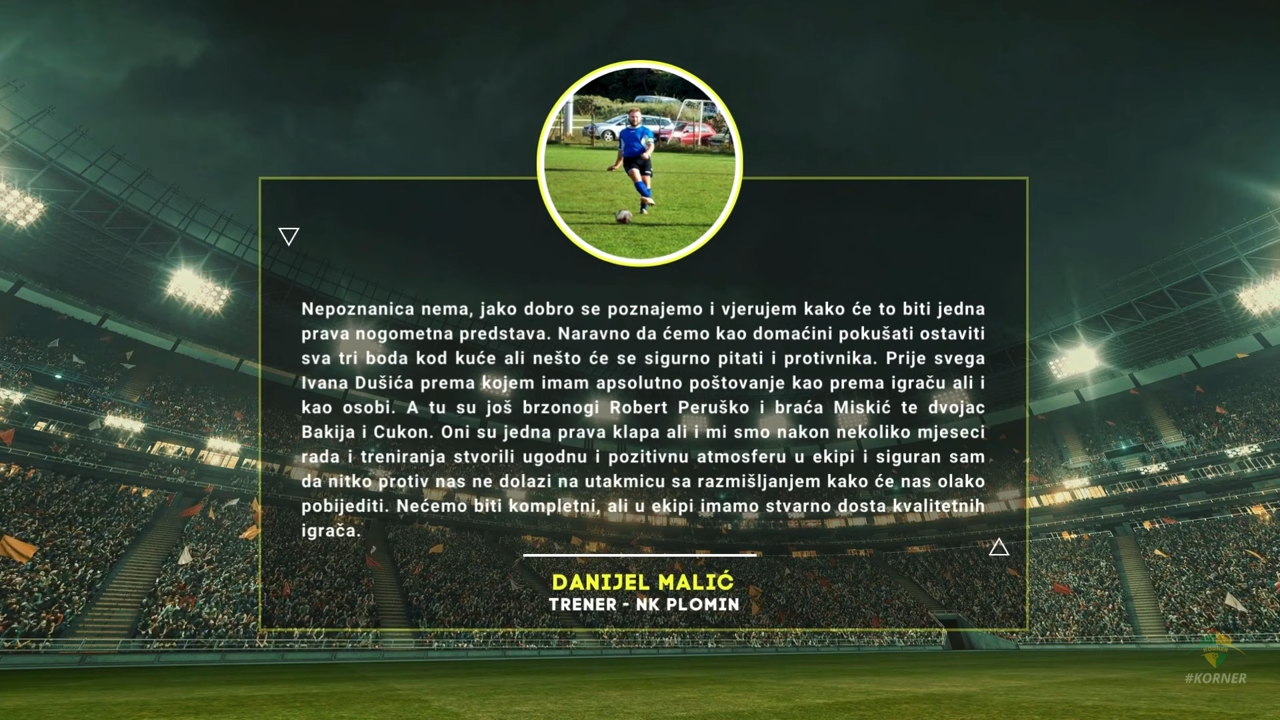 Nepoznanica nema, jako dobro se poznajemo i vjerujem kako će to biti jedna
prava nogometna predstava. Naravno da ćemo kao domaćini pokušati ostaviti
sva tri boda kod kuće ali nešto će se sigurno pitati i protivnika. Prije svega
Ivana Dušića prema kojem imam apsolutno poštovanje kao prema igraču ali i
kao osobi. A tu su još brzonogi Robert Peruško i braća Miskić te dvojac
Bakija i Cukon. Oni su jedna prava klapa ali i mi smo nakon nekoliko mjeseci
rada i treniranja stvorili ugodnu i pozitivnu atmosferu u ekipi i siguran sam
da nitko protiv nas ne dolazi na utakmicu sa razmišljanjem kako će nas olako
pobijediti. Nećemo biti kompletni, ali u ekipi imamo stvarno dosta kvalitetnih
igrača.
DANIJEL MALIĆ
TRENER - NK PLOMIN
KORNER
#KORNER